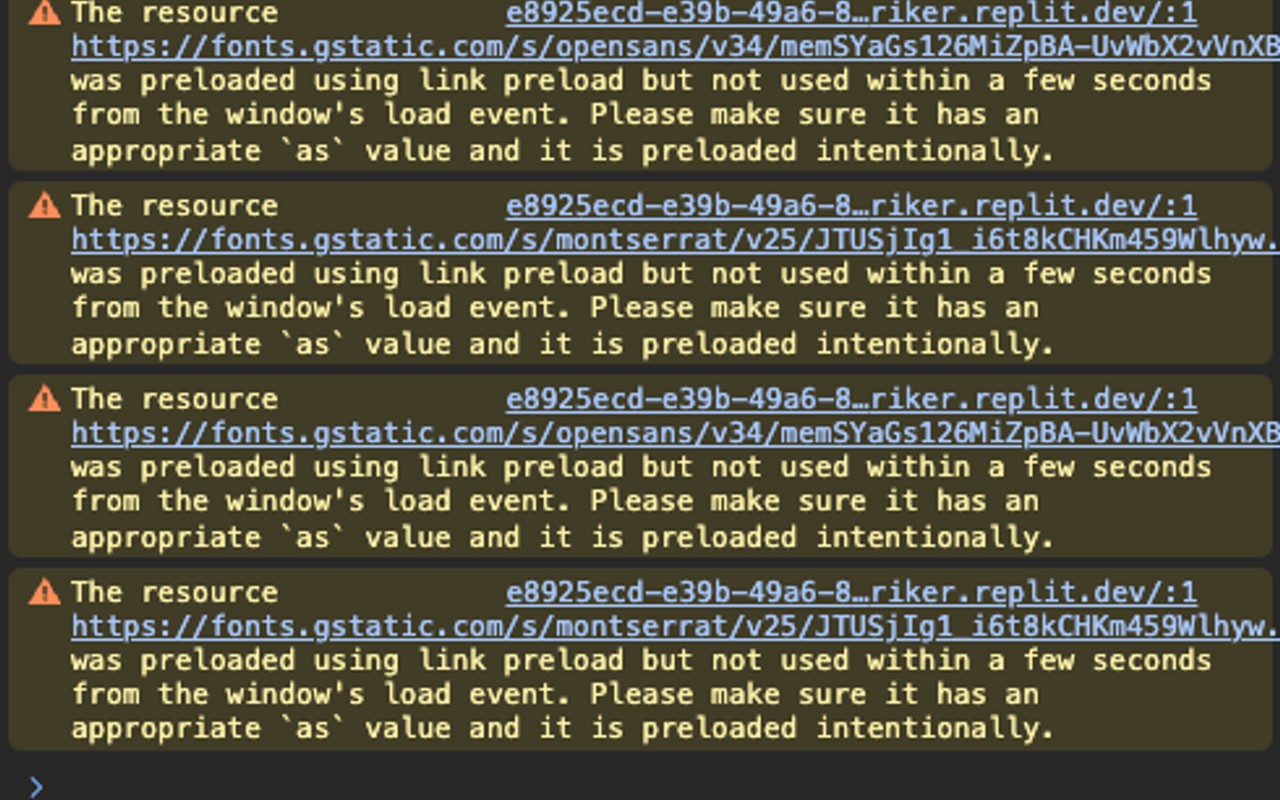 The resource e8925ecd-e39b-49a6-8…riker.replit.dev/:1
https://fonts.gstatic.com/s/opensans/v34/memSYaGs126MiZpBA-UvWbX2vVnXB
was preloaded using link preload but not used within a few seconds
from the window's load event. Please make sure it has an
appropriate `as` value and it is preloaded intentionally.
The resource e8925ecd-e39b-49a6-8…riker.replit.dev/:1
https://fonts.gstatic.com/s/montserrat/v25/JTUSjIg1_i6t8kCHKm459Wlhyw.
was preloaded using link preload but not used within a few seconds
from the window's load event. Please make sure it has an
appropriate `as` value and it is preloaded intentionally.
The resource e8925ecd-e39b-49a6-8…riker.replit.dev/:1
https://fonts.gstatic.com/s/opensans/v34/memSYaGs126MiZpBA-UvWbX2vVnXB
was preloaded using link preload but not used within a few seconds
from the window's load event. Please make sure it has an
appropriate `as` value and it is preloaded intentionally.
The resource e8925ecd-e39b-49a6-8…riker.replit.dev/:1
https://fonts.gstatic.com/s/montserrat/v25/JTUSjIg1_i6t8kCHKm459Wlhyw.
was preloaded using link preload but not used within a few seconds
from the window's load event. Please make sure it has an
appropriate `as` value and it is preloaded intentionally.